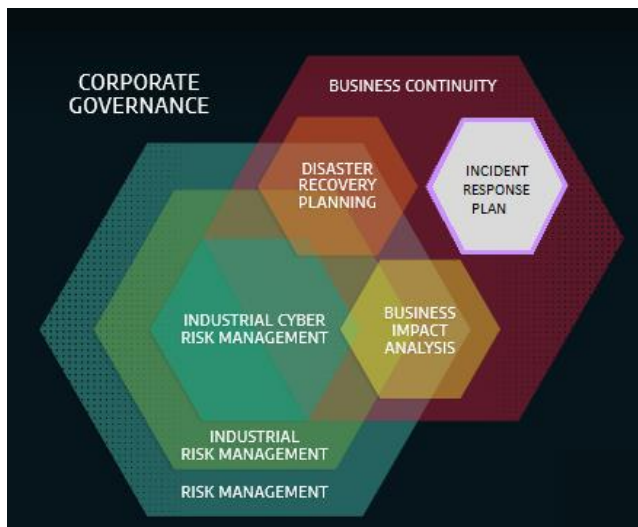 CORPORATE
GOVERNANCE
BUSINESS CONTINUITY
DISASTER
RECOVERY
PLANNING
INCIDENT
RESPONSE
PLAN
INDUSTRIAL CYBER
RISK MANAGEMENT
BUSINESS
IMPACT
ANALYSIS
INDUSTRIAL
RISK MANAGEMENT
RISK MANAGEMENT